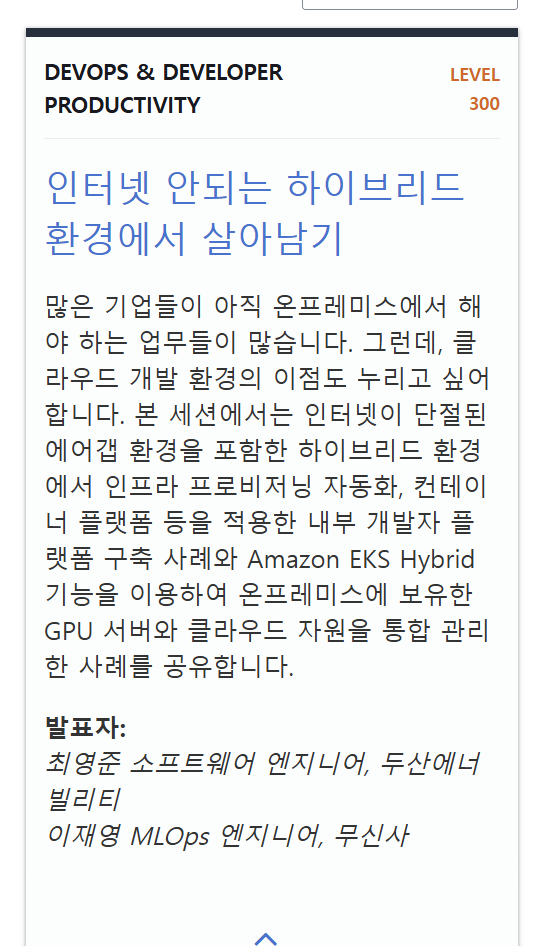 DEVOPS & DEVELOPER
PRODUCTIVITY
LEVEL
300
인터넷 안되는 하이브리드
환경에서 살아남기
많은 기업들이 아직 온프레미스에서 해
야 하는 업무들이 많습니다. 그런데, 클
라우드 개발 환경의 이점도 누리고 싶어
합니다. 본 세션에서는 인터넷이 단절된
에어갭 환경을 포함한 하이브리드 환경
에서 인프라 프로비저닝 자동화, 컨테이
너 플랫폼 등을 적용한 내부 개발자 플
랫폼 구축 사례와 Amazon EKS Hybrid
기능을 이용하여 온프레미스에 보유한
GPU 서버와 클라우드 자원을 통합 관리
한 사례를 공유합니다.
발표자:
최영준 소프트웨어 엔지니어, 두산에너
빌리티
이재영 MLOps 엔지니어, 무신사